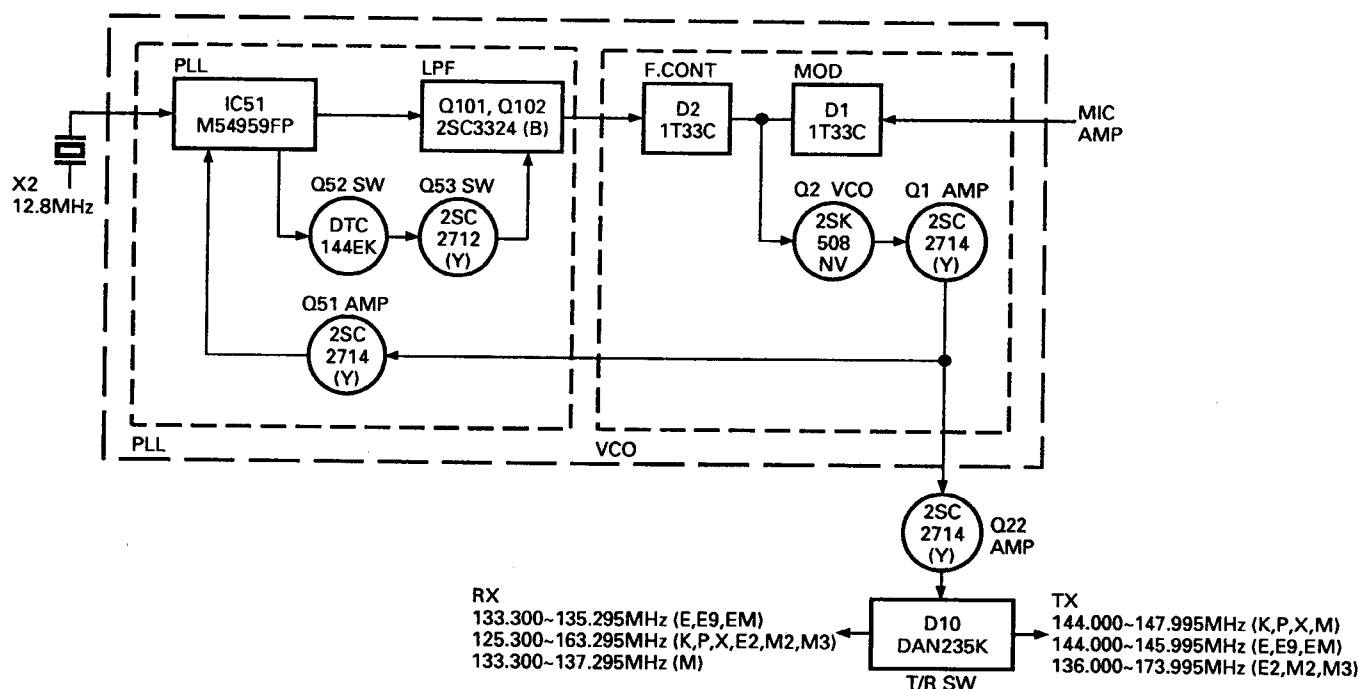 PLL
IC51
M54959FP
LPF
Q101, Q102
2SC3324 (B)
F.CONT
D2
1T33C
MOD
D1
1T33C
MIC
AMP
X2
12.8MHz
Q52 SW
DTC
144EK
Q53 SW
2SC
2712
(Y)
Q2 VCO
2SK
508
NV
Q1 AMP
2SC
2714
(Y)
Q51 AMP
2SC
2714
(Y)
PLL
VCO
2SC
2714
(Y)
Q22
AMP
RX
133.300~135.295MHz (E,E9,EM)
125.300~163.295MHz (K,P,X,E2,M2,M3)
133.300~137.295MHz (M)
D10
DAN235K
T/R SW
TX
144.000~147.995MHz (K,P,X,M)
144.000~145.995MHz (E,E9,EM)
136.000~173.995MHz (E2,M2,M3)